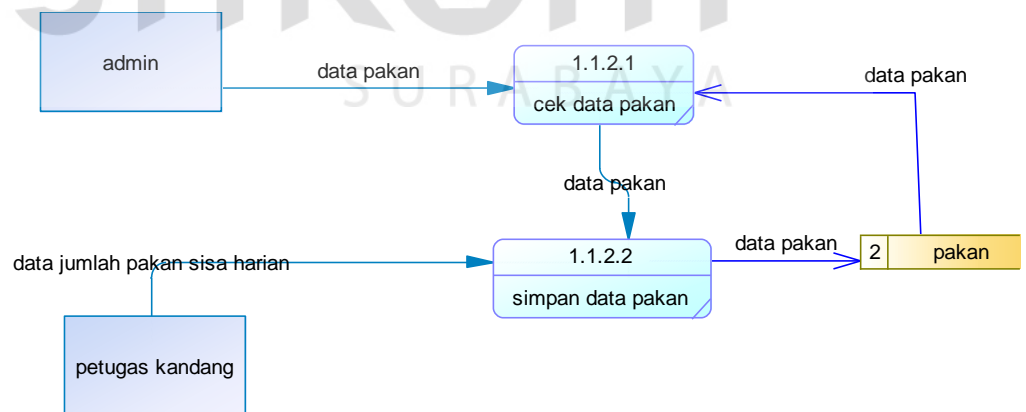 SURABAYA
admin
data pakan
1.1.2.1
cek data pakan
data pakan
data pakan
data jumlah pakan sisa harian
1.1.2.2
simpan data pakan
data pakan
2
pakan
petugas kandang